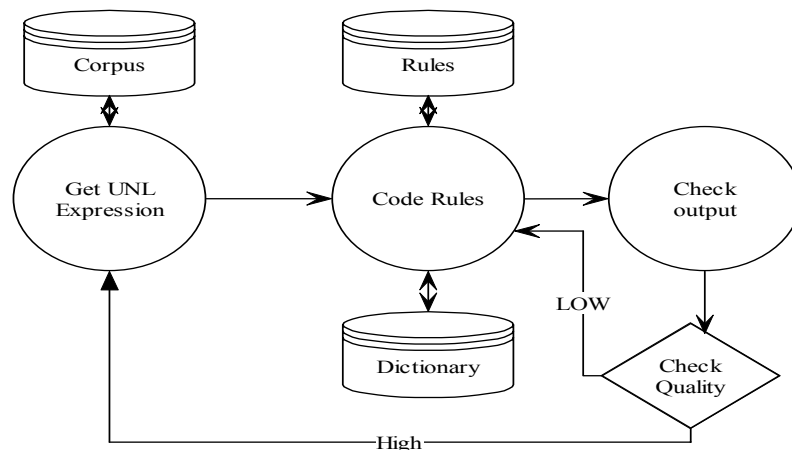 Corpus
Rules
Get UNL
Expression
Code Rules
Check
output
LOW
Dictionary
Check
Quality
High